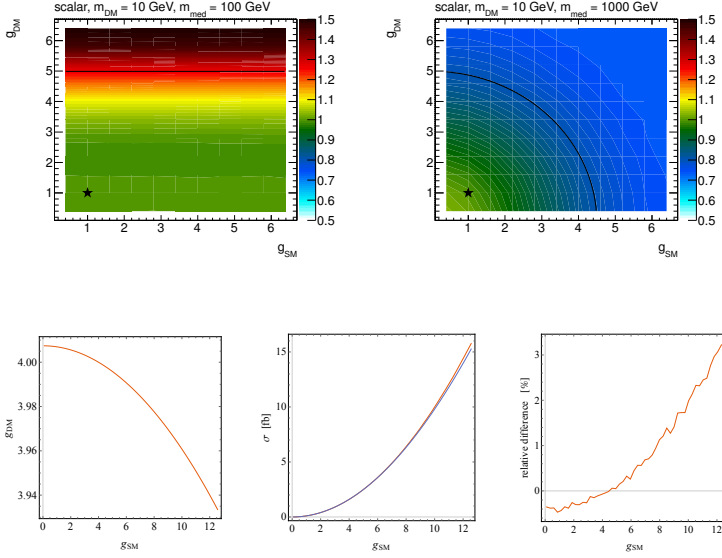 scalar, m_DM = 10 GeV, m_med = 100 GeV
g_DM
6
5
4
3
2
1
1 2 3 4 5 6
g_SM
1.5
1.4
1.3
1.2
1.1
1
0.9
0.8
0.7
0.6
0.5
scalar, m_DM = 10 GeV, m_med = 1000 GeV
g_DM
6
5
4
3
2
1
1 2 3 4 5 6
g_SM
1.5
1.4
1.3
1.2
1.1
1
0.9
0.8
0.7
0.6
0.5
g_DM
4.00
3.98
3.96
3.94
0 2 4 6 8 10 12
g_SM
σ [fb]
15
10
5
0
0 2 4 6 8 10 12
g_SM
relative difference [%]
3
2
1
0
0 2 4 6 8 10 12
g_SM